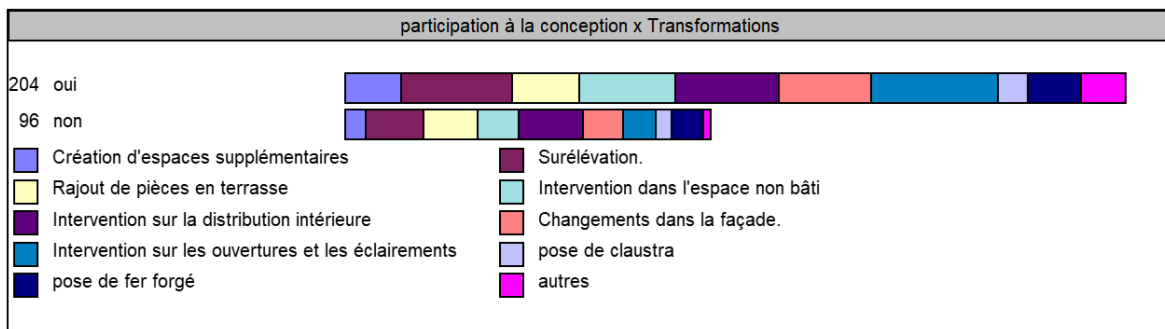 participation à la conception x Transformations
204 oui
96 non
Création d'espaces supplémentaires
Surélévation.
Rajout de pièces en terrasse
Intervention dans l'espace non bâti
Intervention sur la distribution intérieure
Changements dans la façade.
Intervention sur les ouvertures et les éclairements
pose de claustra
pose de fer forgé
autres